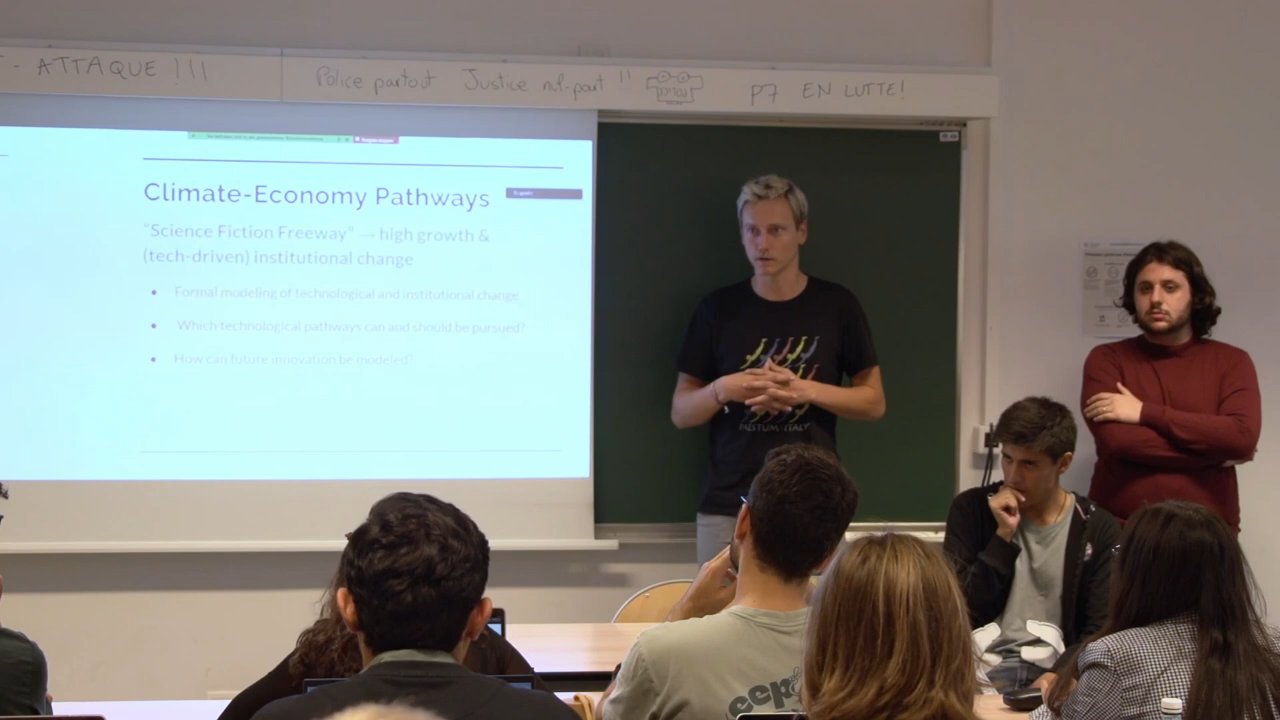 - ATTAQUE !!!
Police partout Justice nul.part !!
P7 EN LUTTE!
Climate-Economy Pathways
"Science Fiction Freeway" → high growth &
(tech-driven) institutional change
• Formal modeling of technological and institutional change
• Which technological pathways can and should be pursued?
• How can future innovation be modeled?
PAESTUM-ITALY
eep